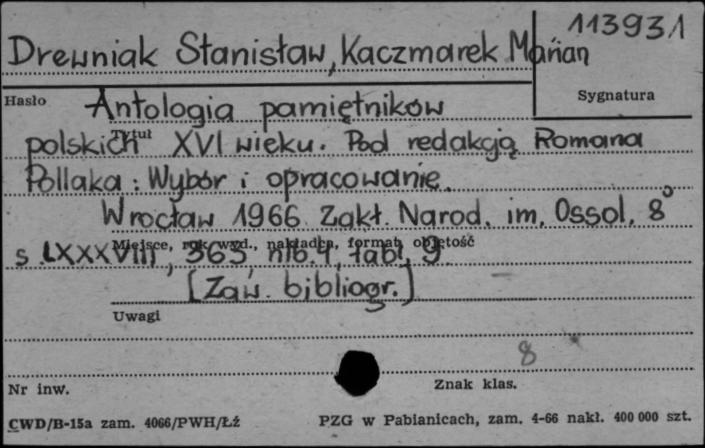 113931
Drewniak Stanisław, Kaczmarek Marian
Hasło
Sygnatura
Antologia pamiętników
Tytuł
polskich XVI wieku. Pod redakcją Romana
Pollaka: Wybór i opracowanie.
Wrocław 1966 Zakł. Narod. im. Ossol. 8°
Miejsce, rok wyd., nakładca, format, objętość
s LXXXVIII, 363 nlb. 1, tabl. 9
[Zaw. bibliogr.]
Uwagi
8
Nr inw.
Znak klas.
CWD/B-15a zam. 4066/PWH/Łź
PZG w Pabianicach, zam. 4-66 nakł. 400 000 szt.